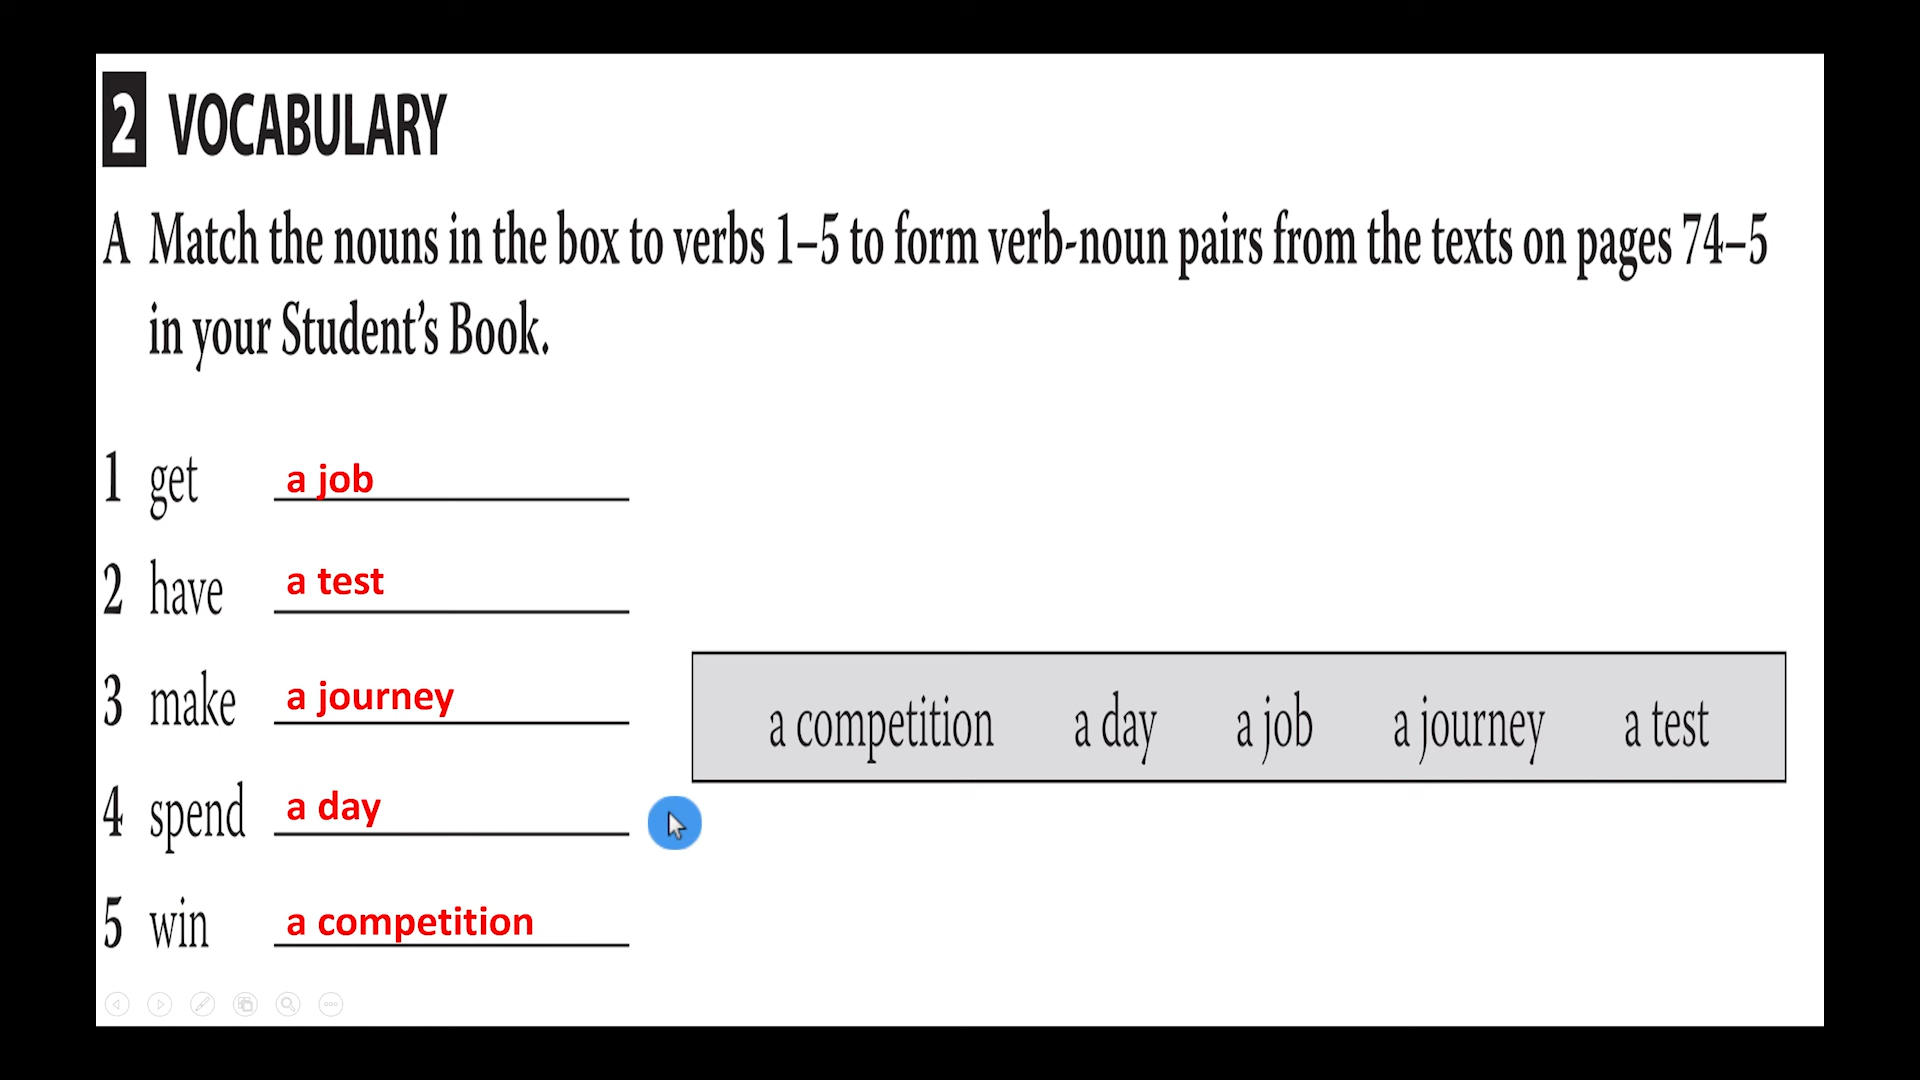 2 VOCABULARY
A Match the nouns in the box to verbs 1–5 to form verb-noun pairs from the texts on pages 74–5
in your Student’s Book.
1 get a job
2 have a test
3 make a journey
4 spend a day
5 win a competition
a competition a day a job a journey a test